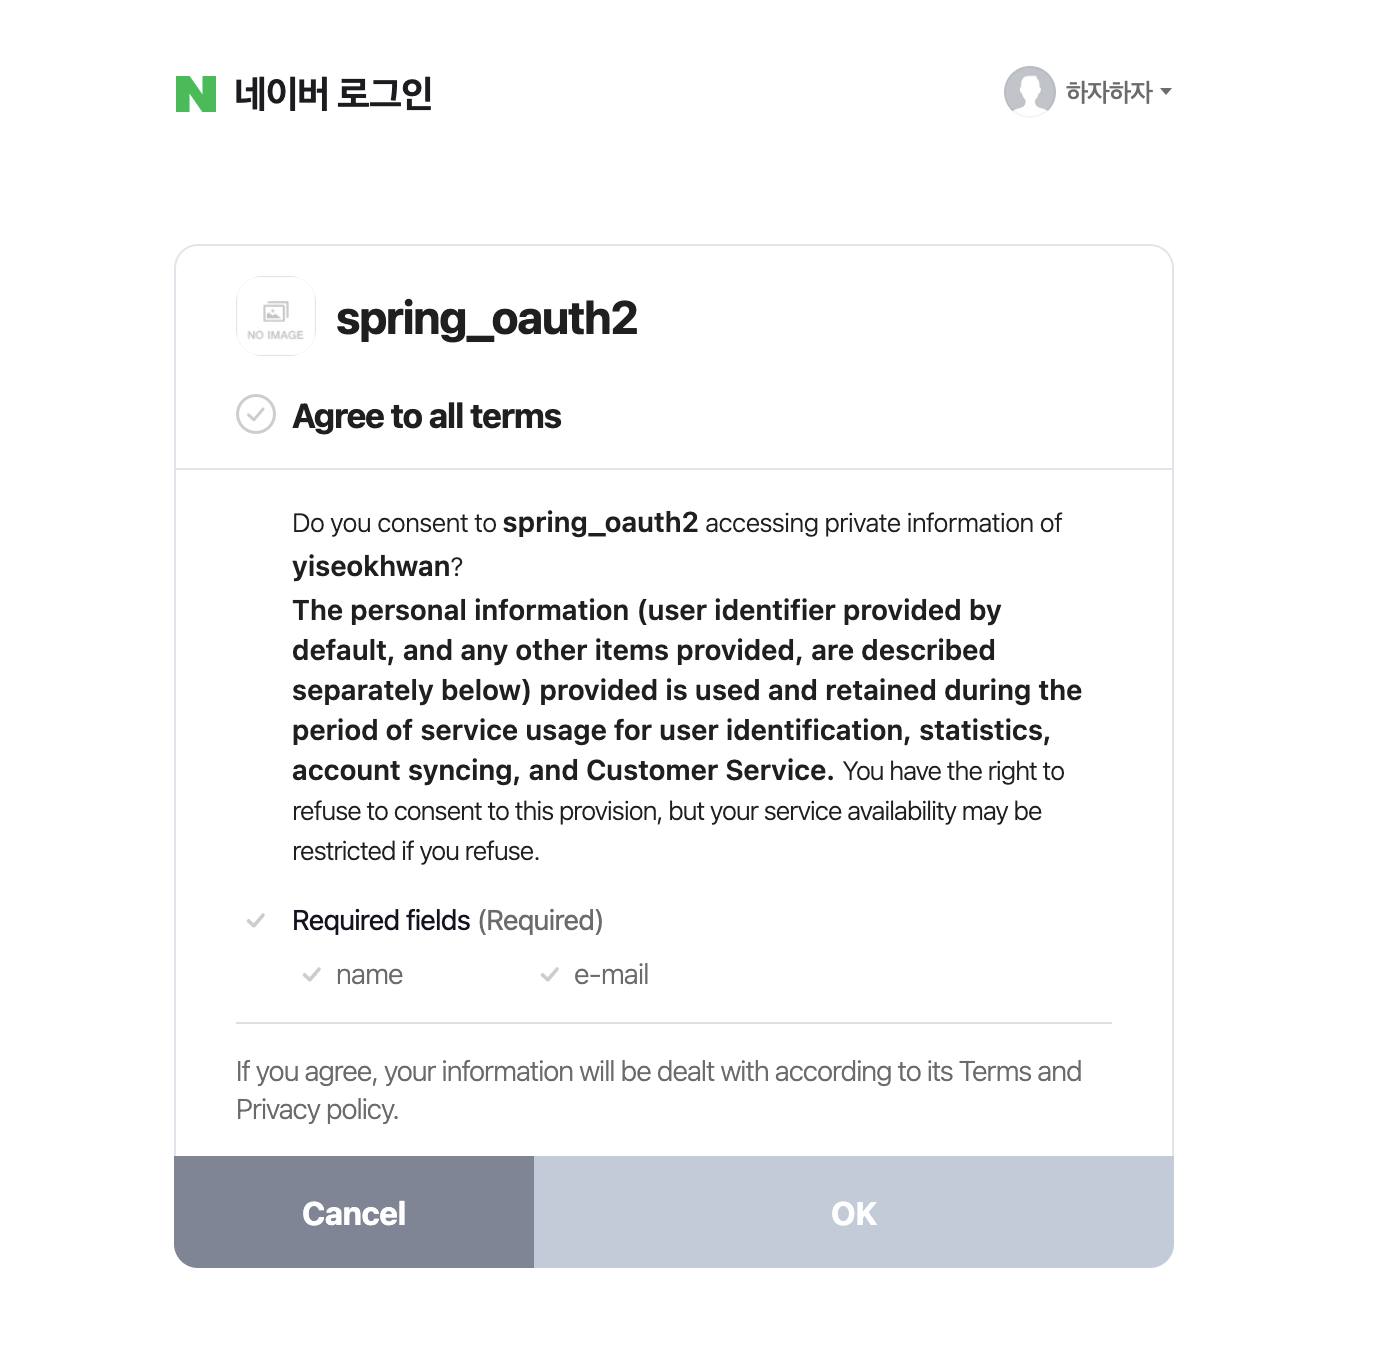 N 네이버 로그인
하자하자
NO IMAGE
spring_oauth2
Agree to all terms
Do you consent to spring_oauth2 accessing private information of
yiseokhwan?
The personal information (user identifier provided by
default, and any other items provided, are described
separately below) provided is used and retained during the
period of service usage for user identification, statistics,
account syncing, and Customer Service. You have the right to
refuse to consent to this provision, but your service availability may be
restricted if you refuse.
Required fields (Required)
name e-mail
If you agree, your information will be dealt with according to its Terms and
Privacy policy.
Cancel OK